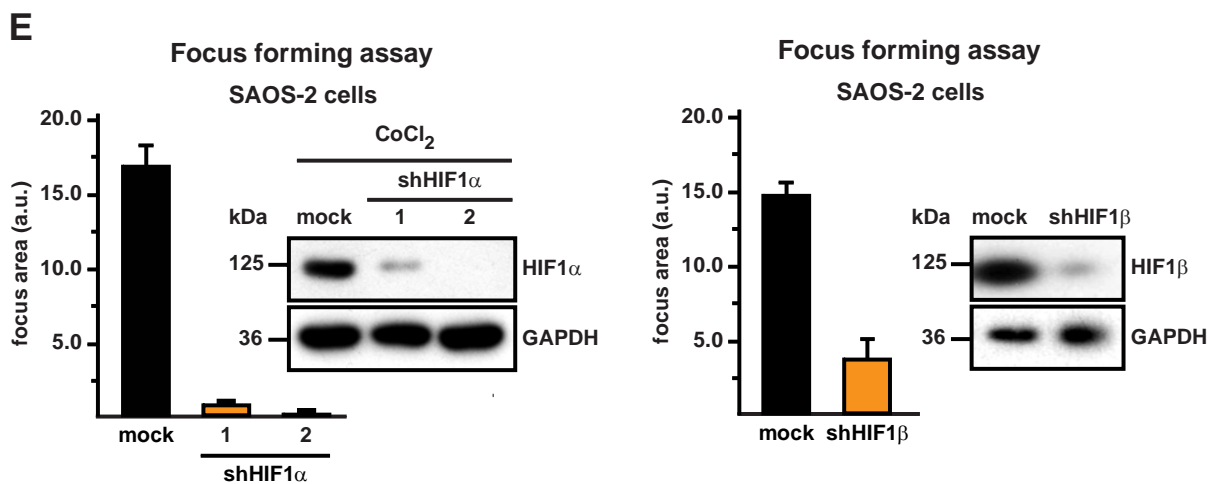 E
Focus forming assay
SAOS-2 cells
focus area (a.u.)
20.0
15.0
10.0
5.0
CoCl2
shHIF1α
kDa mock 1 2
125 HIF1α
36 GAPDH
mock 1 2
shHIF1α
Focus forming assay
SAOS-2 cells
focus area (a.u.)
20.0
15.0
10.0
5.0
kDa mock shHIF1β
125 HIF1β
36 GAPDH
mock shHIF1β